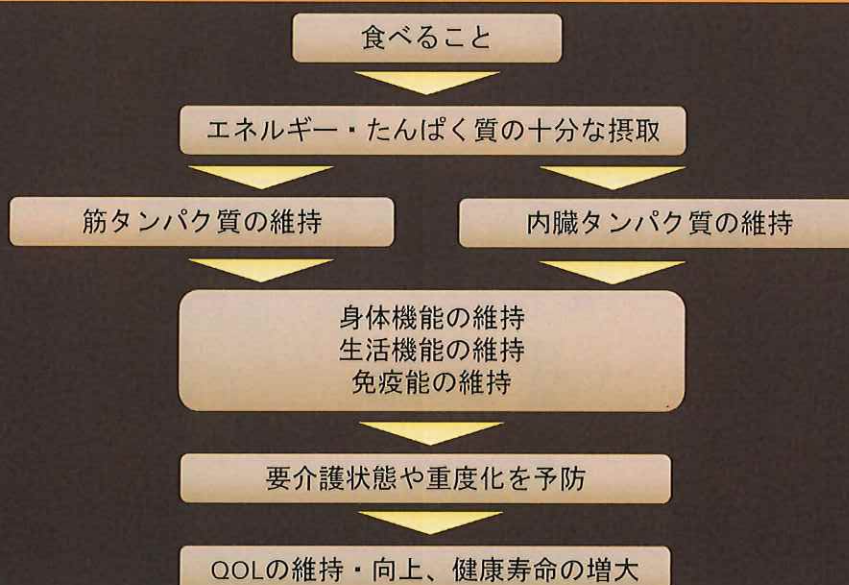 食べること
エネルギー・たんぱく質の十分な摂取
筋タンパク質の維持
内臓タンパク質の維持
身体機能の維持
生活機能の維持
免疫能の維持
要介護状態や重度化を予防
QOLの維持・向上、健康寿命の増大